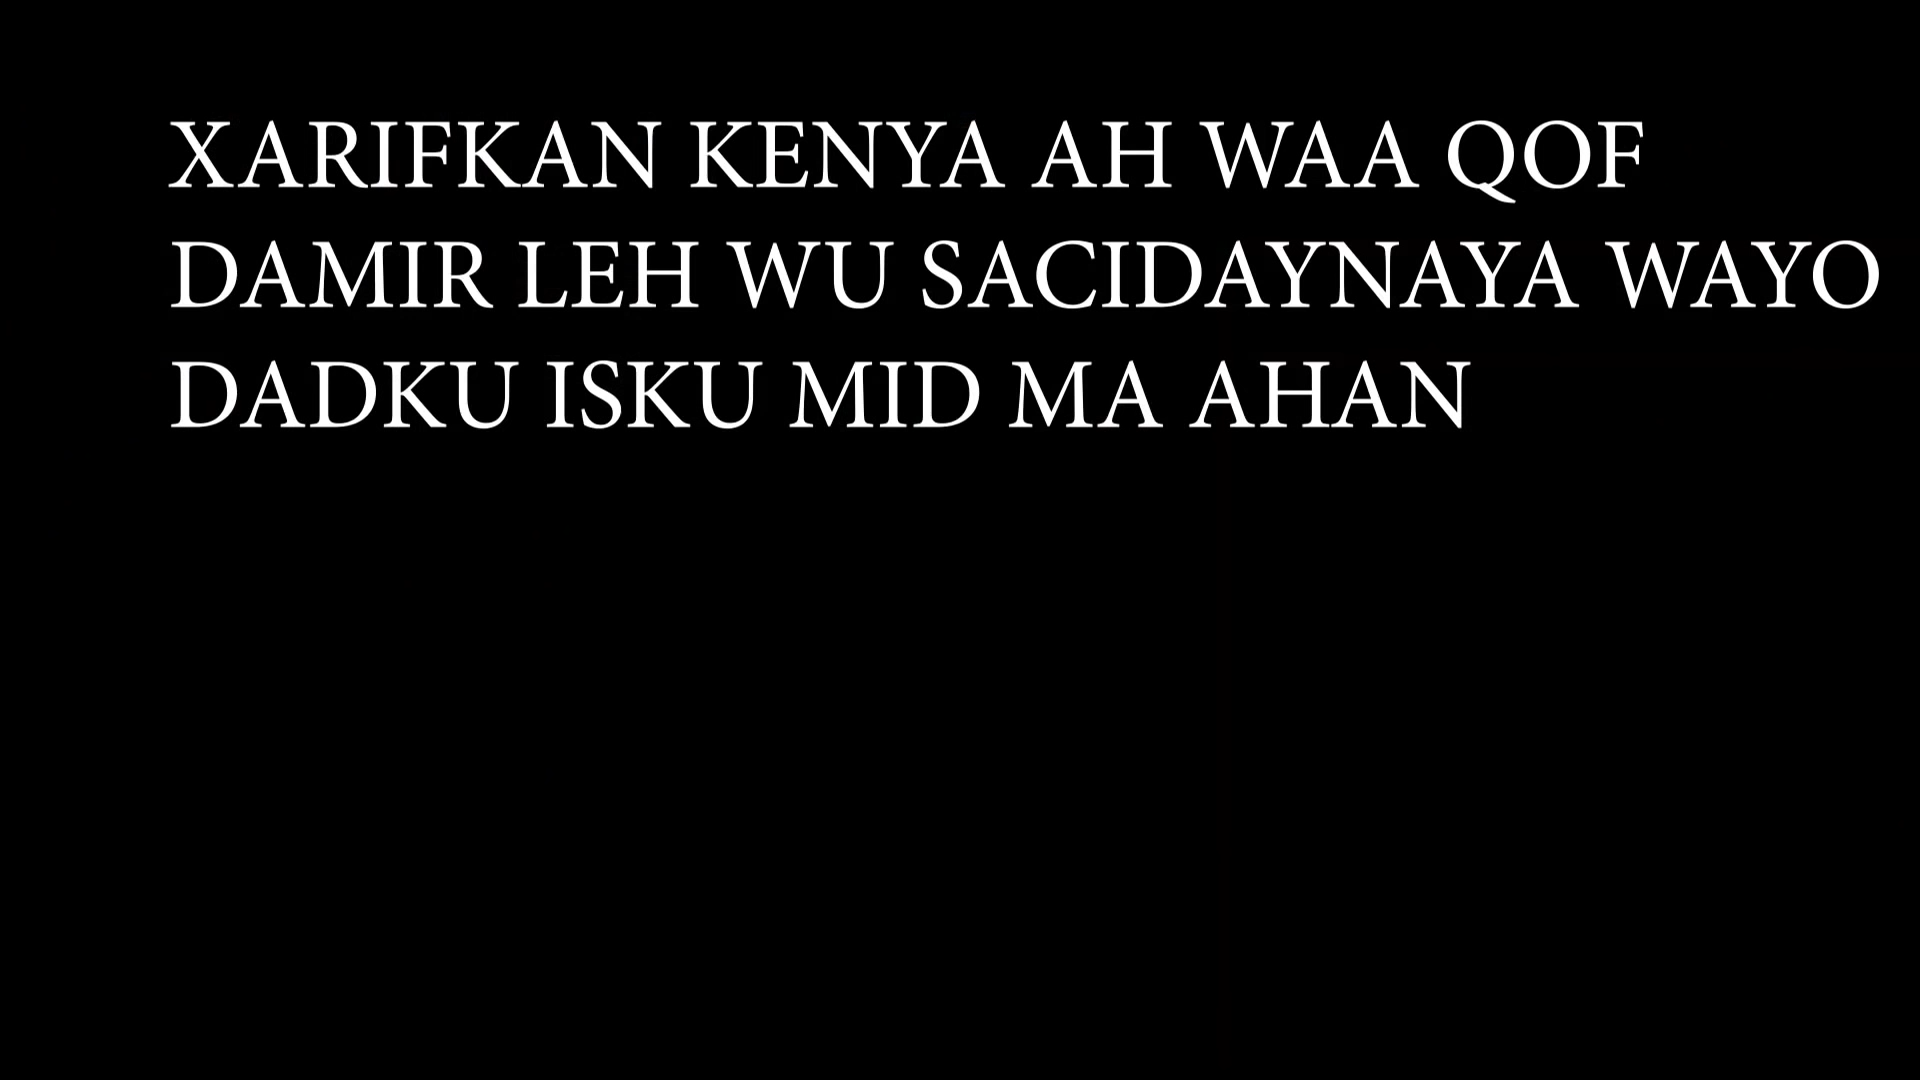 XARIFKAN KENYA AH WAA QOF
DAMIR LEH WU SACIDAYNAYA WAYO
DADKU ISKU MID MA AHAN